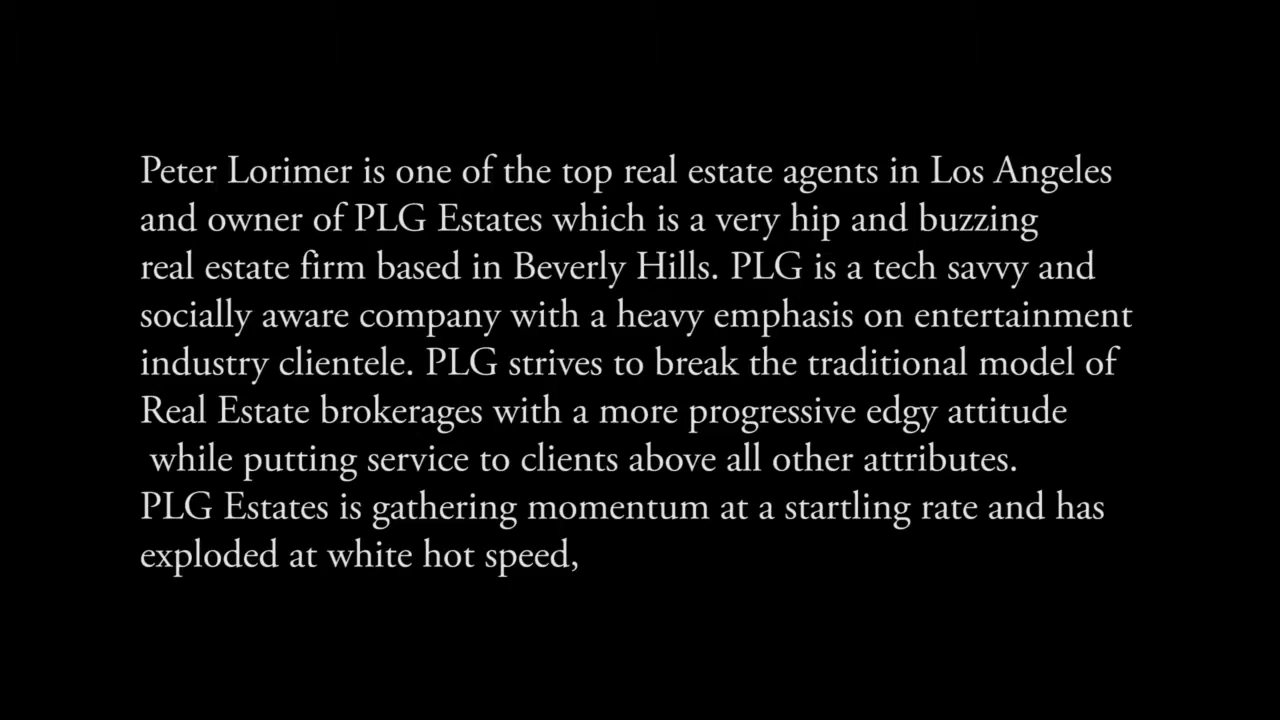 Peter Lorimer is one of the top real estate agents in Los Angeles
and owner of PLG Estates which is a very hip and buzzing
real estate firm based in Beverly Hills. PLG is a tech savvy and
socially aware company with a heavy emphasis on entertainment
industry clientele. PLG strives to break the traditional model of
Real Estate brokerages with a more progressive edgy attitude
while putting service to clients above all other attributes.
PLG Estates is gathering momentum at a startling rate and has
exploded at white hot speed,